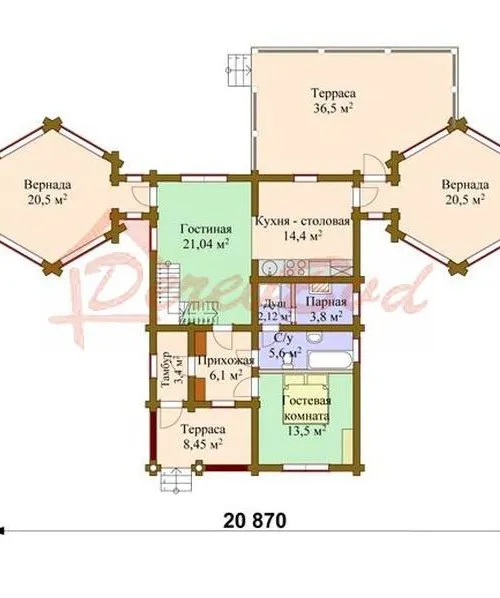 Терраса
36,5 м²
Вернада
20,5 м²
Вернада
20,5 м²
Гостиная
21,04 м²
Кухня - столовая
14,4 м²
Душ
2,12 м²
Парная
3,8 м²
С/у
5,6 м²
Тамбур
3,4 м²
Прихожая
6,1 м²
Гостевая
комната
13,5 м²
Терраса
8,45 м²
20 870